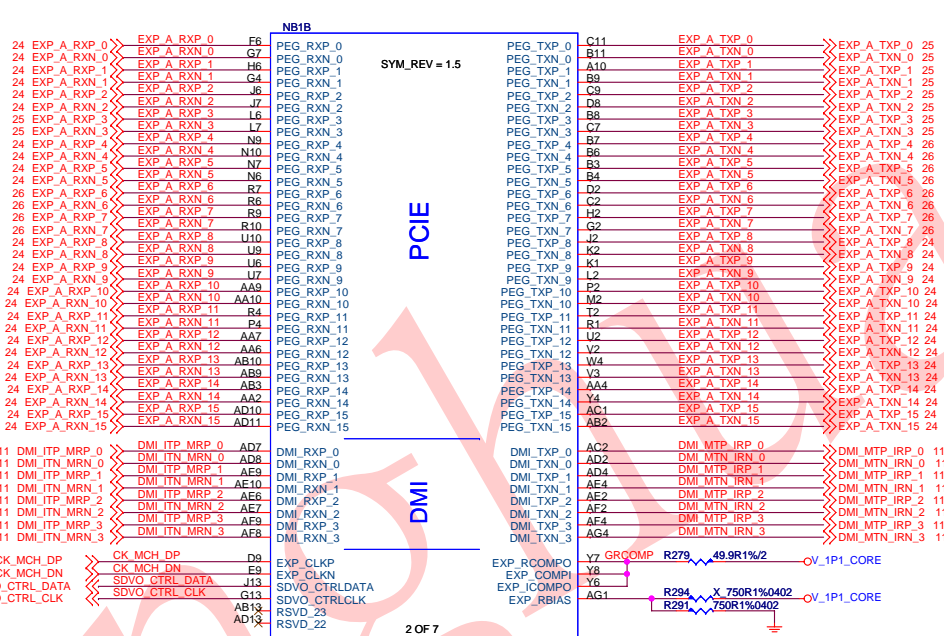 NB1B
24 EXP_A_RXP_0 EXP_A_RXP_0 F6 PEG_RXP_0 PEG_TXP_0 C11 EXP_A_TXP_0 EXP_A_TXP_0 25
24 EXP_A_RXN_0 EXP_A_RXN_0 G7 PEG_RXN_0 PEG_TXN_0 B11 EXP_A_TXN_0 EXP_A_TXN_0 25
SYM_REV = 1.5
24 EXP_A_RXP_1 EXP_A_RXP_1 H6 PEG_RXP_1 PEG_TXP_1 A10 EXP_A_TXP_1 EXP_A_TXP_1 25
24 EXP_A_RXN_1 EXP_A_RXN_1 G4 PEG_RXN_1 PEG_TXN_1 B9 EXP_A_TXN_1 EXP_A_TXN_1 25
24 EXP_A_RXP_2 EXP_A_RXP_2 J6 PEG_RXP_2 PEG_TXP_2 C9 EXP_A_TXP_2 EXP_A_TXP_2 25
24 EXP_A_RXN_2 EXP_A_RXN_2 J7 PEG_RXN_2 PEG_TXN_2 D8 EXP_A_TXN_2 EXP_A_TXN_2 25
25 EXP_A_RXP_3 EXP_A_RXP_3 L6 PEG_RXP_3 PEG_TXP_3 B8 EXP_A_TXP_3 EXP_A_TXP_3 25
25 EXP_A_RXN_3 EXP_A_RXN_3 L7 PEG_RXN_3 PEG_TXN_3 C7 EXP_A_TXN_3 EXP_A_TXN_3 25
24 EXP_A_RXP_4 EXP_A_RXP_4 N9 PEG_RXP_4 PEG_TXP_4 B7 EXP_A_TXP_4 EXP_A_TXP_4 26
24 EXP_A_RXN_4 EXP_A_RXN_4 N10 PEG_RXN_4 PEG_TXN_4 B6 EXP_A_TXN_4 EXP_A_TXN_4 26
24 EXP_A_RXP_5 EXP_A_RXP_5 N7 PEG_RXP_5 PEG_TXP_5 B3 EXP_A_TXP_5 EXP_A_TXP_5 26
24 EXP_A_RXN_5 EXP_A_RXN_5 N6 PEG_RXN_5 PEG_TXN_5 B4 EXP_A_TXN_5 EXP_A_TXN_5 26
26 EXP_A_RXP_6 EXP_A_RXP_6 R7 PEG_RXP_6 PEG_TXP_6 D2 EXP_A_TXP_6 EXP_A_TXP_6 26
26 EXP_A_RXN_6 EXP_A_RXN_6 R6 PEG_RXN_6 PEG_TXN_6 C2 EXP_A_TXN_6 EXP_A_TXN_6 26
26 EXP_A_RXP_7 EXP_A_RXP_7 R9 PEG_RXP_7 PEG_TXP_7 H2 EXP_A_TXP_7 EXP_A_TXP_7 26
26 EXP_A_RXN_7 EXP_A_RXN_7 R10 PEG_RXN_7 PEG_TXN_7 G2 EXP_A_TXN_7 EXP_A_TXN_7 26
PCIE
24 EXP_A_RXP_8 EXP_A_RXP_8 U10 PEG_RXP_8 PEG_TXP_8 J2 EXP_A_TXP_8 EXP_A_TXP_8 24
24 EXP_A_RXN_8 EXP_A_RXN_8 U9 PEG_RXN_8 PEG_TXN_8 K2 EXP_A_TXN_8 EXP_A_TXN_8 24
24 EXP_A_RXP_9 EXP_A_RXP_9 U6 PEG_RXP_9 PEG_TXP_9 K1 EXP_A_TXP_9 EXP_A_TXP_9 24
24 EXP_A_RXN_9 EXP_A_RXN_9 U7 PEG_RXN_9 PEG_TXN_9 L2 EXP_A_TXN_9 EXP_A_TXN_9 24
24 EXP_A_RXP_10 EXP_A_RXP_10 AA9 PEG_RXP_10 PEG_TXP_10 P2 EXP_A_TXP_10 EXP_A_TXP_10 24
24 EXP_A_RXN_10 EXP_A_RXN_10 AA10 PEG_RXN_10 PEG_TXN_10 M2 EXP_A_TXN_10 EXP_A_TXN_10 24
24 EXP_A_RXP_11 EXP_A_RXP_11 R4 PEG_RXP_11 PEG_TXP_11 T2 EXP_A_TXP_11 EXP_A_TXP_11 24
24 EXP_A_RXN_11 EXP_A_RXN_11 P4 PEG_RXN_11 PEG_TXN_11 R1 EXP_A_TXN_11 EXP_A_TXN_11 24
24 EXP_A_RXP_12 EXP_A_RXP_12 AA7 PEG_RXP_12 PEG_TXP_12 U2 EXP_A_TXP_12 EXP_A_TXP_12 24
24 EXP_A_RXN_12 EXP_A_RXN_12 AA6 PEG_RXN_12 PEG_TXN_12 V2 EXP_A_TXN_12 EXP_A_TXN_12 24
24 EXP_A_RXP_13 EXP_A_RXP_13 AB10 PEG_RXP_13 PEG_TXP_13 W4 EXP_A_TXP_13 EXP_A_TXP_13 24
24 EXP_A_RXN_13 EXP_A_RXN_13 AB9 PEG_RXN_13 PEG_TXN_13 V3 EXP_A_TXN_13 EXP_A_TXN_13 24
24 EXP_A_RXP_14 EXP_A_RXP_14 AB3 PEG_RXP_14 PEG_TXP_14 AA4 EXP_A_TXP_14 EXP_A_TXP_14 24
24 EXP_A_RXN_14 EXP_A_RXN_14 AA2 PEG_RXN_14 PEG_TXN_14 Y4 EXP_A_TXN_14 EXP_A_TXN_14 24
24 EXP_A_RXP_15 EXP_A_RXP_15 AD10 PEG_RXP_15 PEG_TXP_15 AC1 EXP_A_TXP_15 EXP_A_TXP_15 24
24 EXP_A_RXN_15 EXP_A_RXN_15 AD11 PEG_RXN_15 PEG_TXN_15 AB2 EXP_A_TXN_15 EXP_A_TXN_15 24
11 DMI_ITP_MRP_0 DMI_ITP_MRP_0 AD7 DMI_RXP_0 DMI_TXP_0 AC2 DMI_MTP_IRP_0 DMI_MTP_IRP_0 11
11 DMI_ITN_MRN_0 DMI_ITN_MRN_0 AD8 DMI_RXN_0 DMI_TXN_0 AD2 DMI_MTN_IRN_0 DMI_MTN_IRN_0 11
11 DMI_ITP_MRP_1 DMI_ITP_MRP_1 AE9 DMI_RXP_1 DMI_TXP_1 AD4 DMI_MTP_IRP_1 DMI_MTP_IRP_1 11
11 DMI_ITN_MRN_1 DMI_ITN_MRN_1 AE10 DMI_RXN_1 DMI_TXN_1 AE4 DMI_MTN_IRN_1 DMI_MTN_IRN_1 11
DMI
11 DMI_ITP_MRP_2 DMI_ITP_MRP_2 AE6 DMI_RXP_2 DMI_TXP_2 AE2 DMI_MTP_IRP_2 DMI_MTP_IRP_2 11
11 DMI_ITN_MRN_2 DMI_ITN_MRN_2 AE7 DMI_RXN_2 DMI_TXN_2 AF2 DMI_MTN_IRN_2 DMI_MTN_IRN_2 11
11 DMI_ITP_MRP_3 DMI_ITP_MRP_3 AF9 DMI_RXP_3 DMI_TXP_3 AF4 DMI_MTP_IRP_3 DMI_MTP_IRP_3 11
11 DMI_ITN_MRN_3 DMI_ITN_MRN_3 AF8 DMI_RXN_3 DMI_TXN_3 AG4 DMI_MTN_IRN_3 DMI_MTN_IRN_3 11
CK_MCH_DP CK_MCH_DP D9 EXP_CLKP EXP_RCOMPO Y7 GRCOMP R279 49.9R1%/2 V_1P1_CORE
CK_MCH_DN CK_MCH_DN E9 EXP_CLKN EXP_COMPI Y8
_CTRL_DATA SDVO_CTRL_DATA J13 SDVO_CTRLDATA EXP_ICOMPO Y6
_CTRL_CLK SDVO_CTRL_CLK G13 SDVO_CTRLCLK EXP_RBIAS AG1 R294 X_750R1%0402 V_1P1_CORE
AB13 RSVD_23 R291 750R1%0402
AD13 RSVD_22
2 OF 7